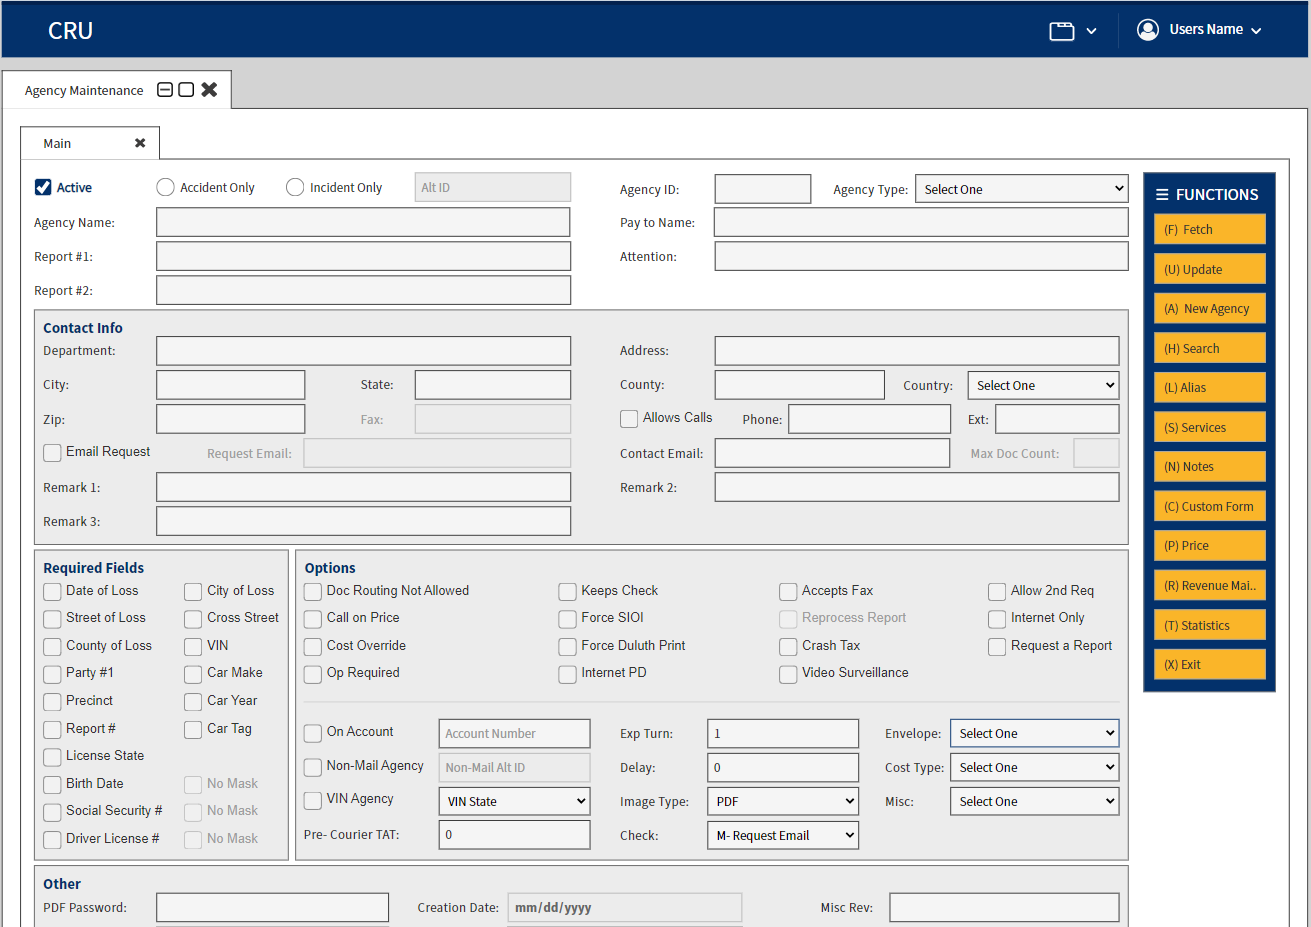 CRU
Users Name
Agency Maintenance
Main
Active Accident Only Incident Only Alt ID Agency ID: Agency Type: Select One
Agency Name: Pay to Name:
Report #1: Attention:
Report #2:
Contact Info
Department: Address:
City: State: County: Country: Select One
Zip: Fax: Allows Calls Phone: Ext:
Email Request Request Email: Contact Email: Max Doc Count:
Remark 1: Remark 2:
Remark 3:
Required Fields
Date of Loss City of Loss
Street of Loss Cross Street
County of Loss VIN
Party #1 Car Make
Precinct Car Year
Report # Car Tag
License State
Birth Date No Mask
Social Security # No Mask
Driver License # No Mask
Options
Doc Routing Not Allowed Keeps Check Accepts Fax Allow 2nd Req
Call on Price Force SIOI Reprocess Report Internet Only
Cost Override Force Duluth Print Crash Tax Request a Report
Op Required Internet PD Video Surveillance
On Account Account Number Exp Turn: 1 Envelope: Select One
Non-Mail Agency Non-Mail Alt ID Delay: 0 Cost Type: Select One
VIN Agency VIN State Image Type: PDF Misc: Select One
Pre- Courier TAT: 0 Check: M- Request Email
Other
PDF Password: Creation Date: mm/dd/yyyy Misc Rev:
FUNCTIONS
(F) Fetch
(U) Update
(A) New Agency
(H) Search
(L) Alias
(S) Services
(N) Notes
(C) Custom Form
(P) Price
(R) Revenue Mai..
(T) Statistics
(X) Exit